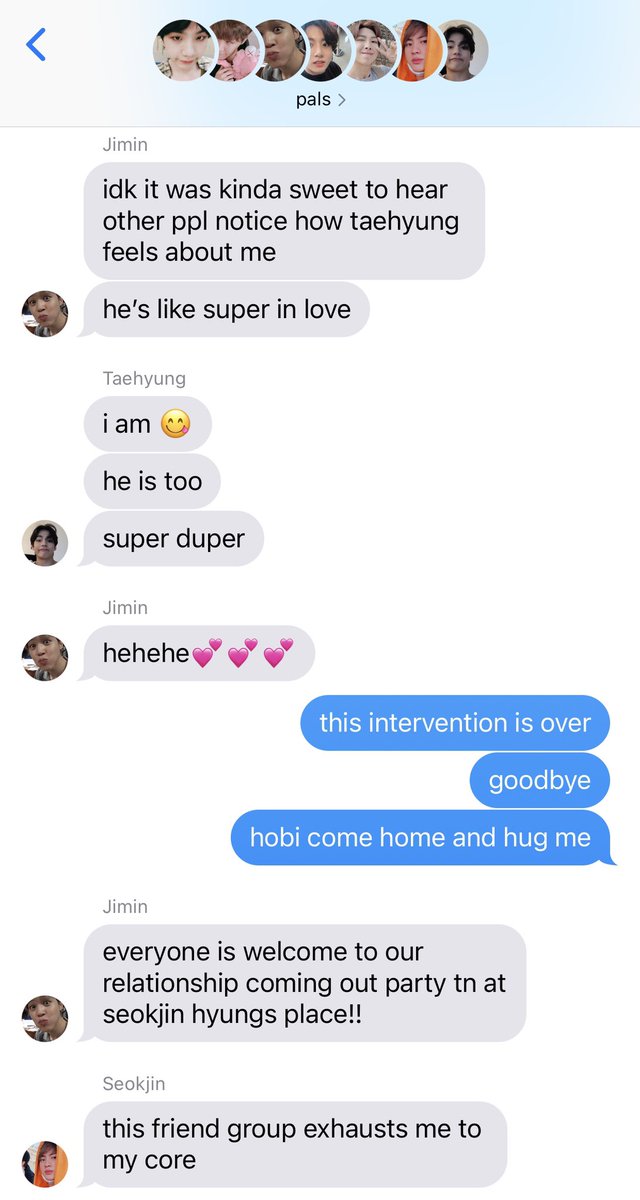 pals
Jimin
idk it was kinda sweet to hear
other ppl notice how taehyung
feels about me
he's like super in love
Taehyung
i am 😋
he is too
super duper
Jimin
hehehe💕💕💕
this intervention is over
goodbye
hobi come home and hug me
Jimin
everyone is welcome to our
relationship coming out party tn at
seokjin hyungs place!!
Seokjin
this friend group exhausts me to
my core